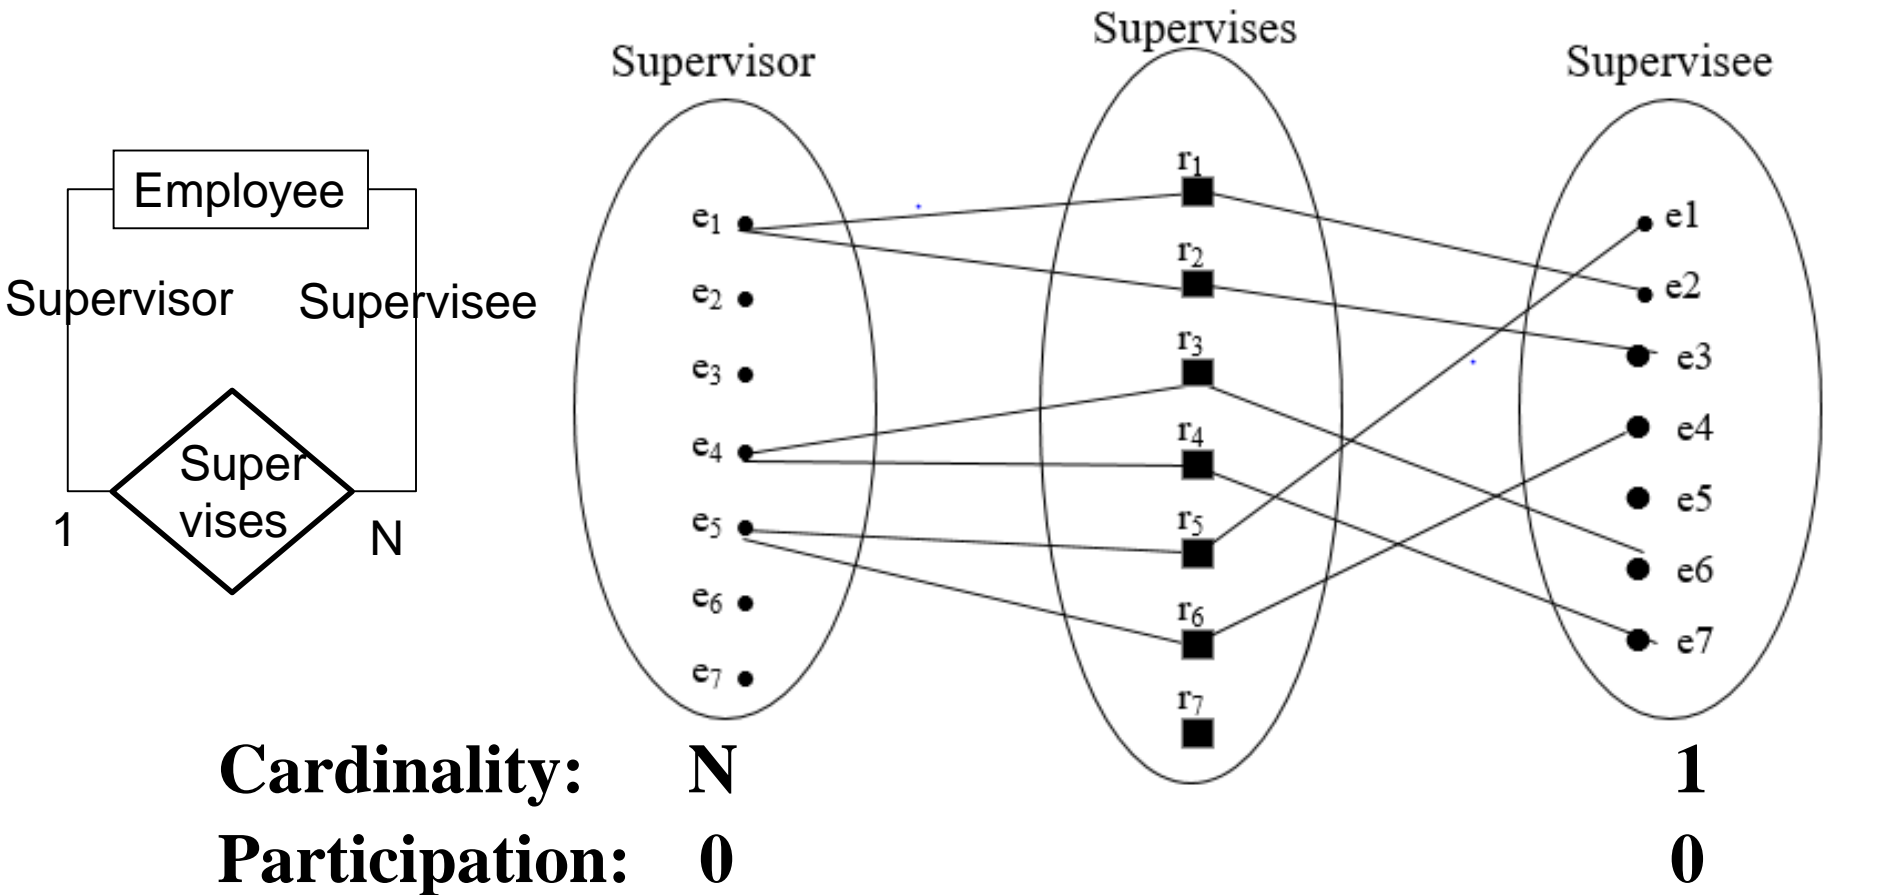 Employee
Supervisor
Supervisee
Super
vises
1
N
Supervisor
e1
e2
e3
e4
e5
e6
e7
Supervises
r1
r2
r3
r4
r5
r6
r7
Supervisee
e1
e2
e3
e4
e5
e6
e7
Cardinality: N 1
Participation: 0 0